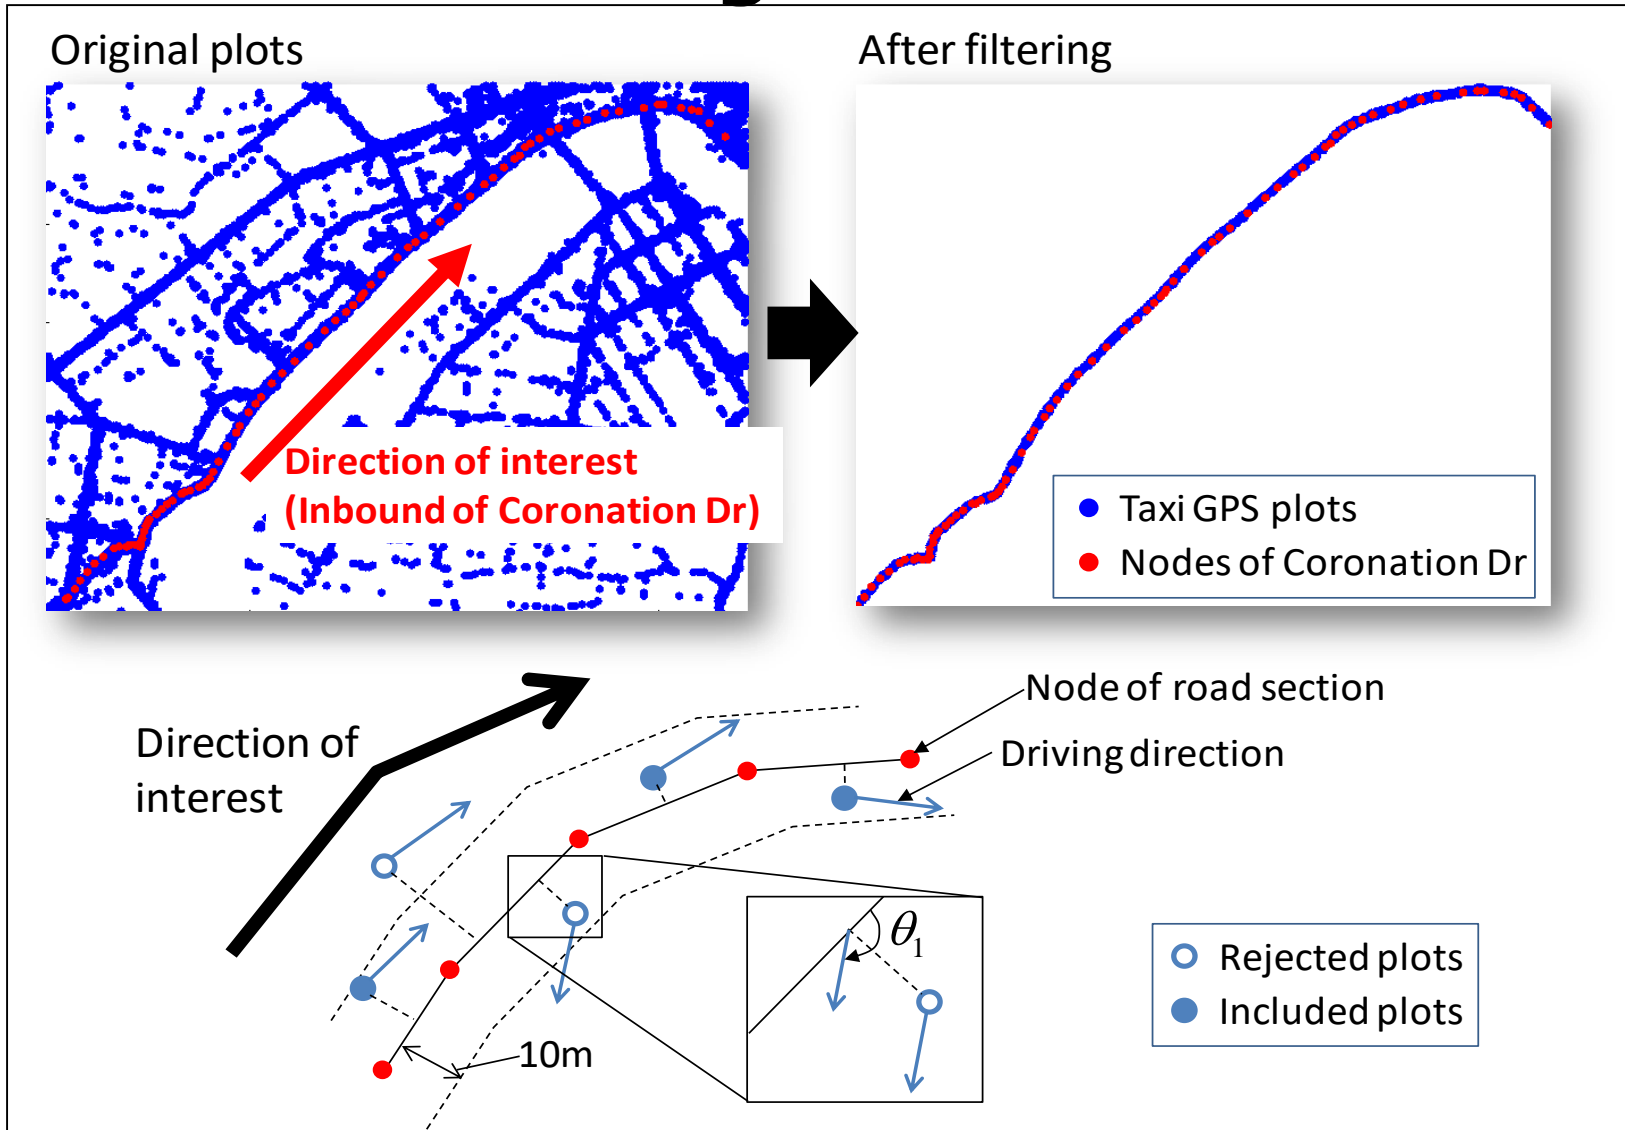 Original plots
After filtering
Direction of interest
(Inbound of Coronation Dr)
Taxi GPS plots
Nodes of Coronation Dr
Node of road section
Driving direction
Direction of
interest
θ1
10m
Rejected plots
Included plots